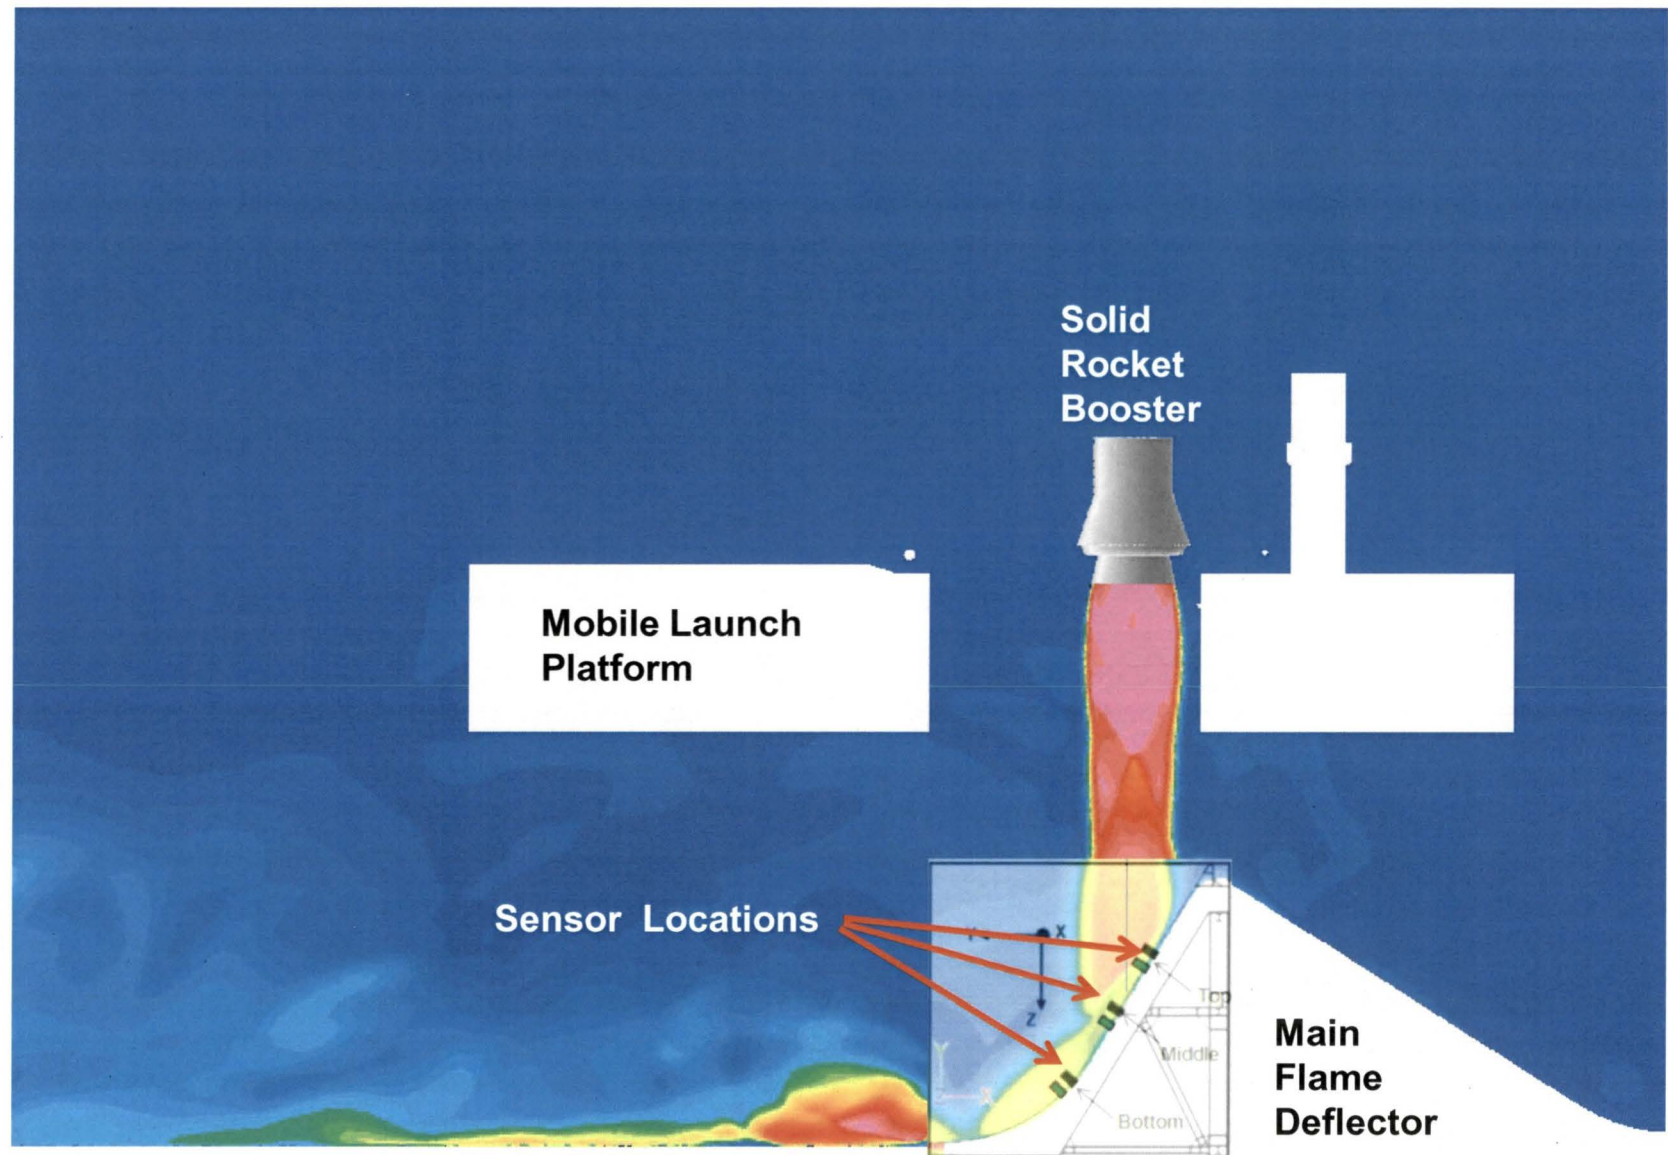 Solid
Rocket
Booster
Mobile Launch
Platform
Sensor Locations
X
Z
Top
Middle
Bottom
Y
Main
Flame
Deflector